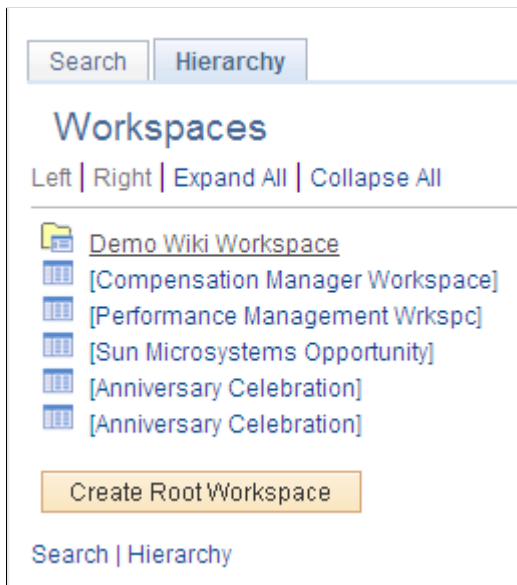 Search Hierarchy
Workspaces
Left | Right | Expand All | Collapse All
Demo Wiki Workspace
[Compensation Manager Workspace]
[Performance Management Wrkspc]
[Sun Microsystems Opportunity]
[Anniversary Celebration]
[Anniversary Celebration]
Create Root Workspace
Search | Hierarchy